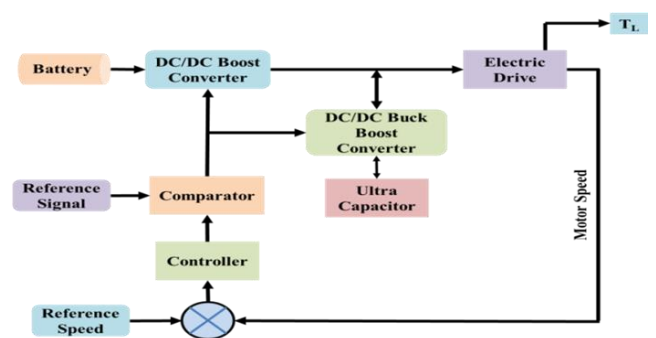 T_L
Battery
DC/DC Boost
Converter
Electric
Drive
DC/DC Buck
Boost
Converter
Reference
Signal
Comparator
Ultra
Capacitor
Motor Speed
Controller
Reference
Speed